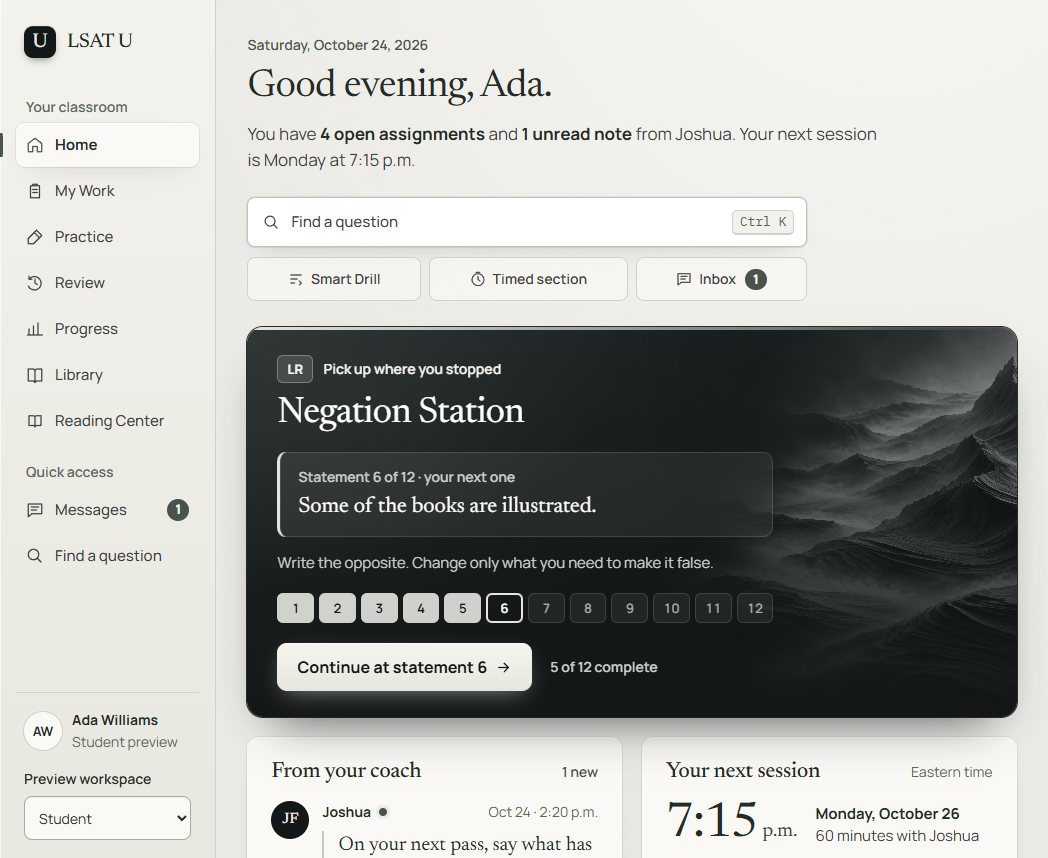 U LSAT U
Your classroom
Home
My Work
Practice
Review
Progress
Library
Reading Center
Quick access
Messages 1
Find a question
AW Ada Williams
Student preview
Preview workspace
Student
Saturday, October 24, 2026
Good evening, Ada.
You have 4 open assignments and 1 unread note from Joshua. Your next session
is Monday at 7:15 p.m.
Find a question Ctrl K
Smart Drill Timed section Inbox 1
LR Pick up where you stopped
Negation Station
Statement 6 of 12 · your next one
Some of the books are illustrated.
Write the opposite. Change only what you need to make it false.
1 2 3 4 5 6 7 8 9 10 11 12
Continue at statement 6 → 5 of 12 complete
From your coach 1 new
JF Joshua Oct 24 · 2:20 p.m.
On your next pass, say what has
Your next session Eastern time
7:15 p.m. Monday, October 26
60 minutes with Joshua